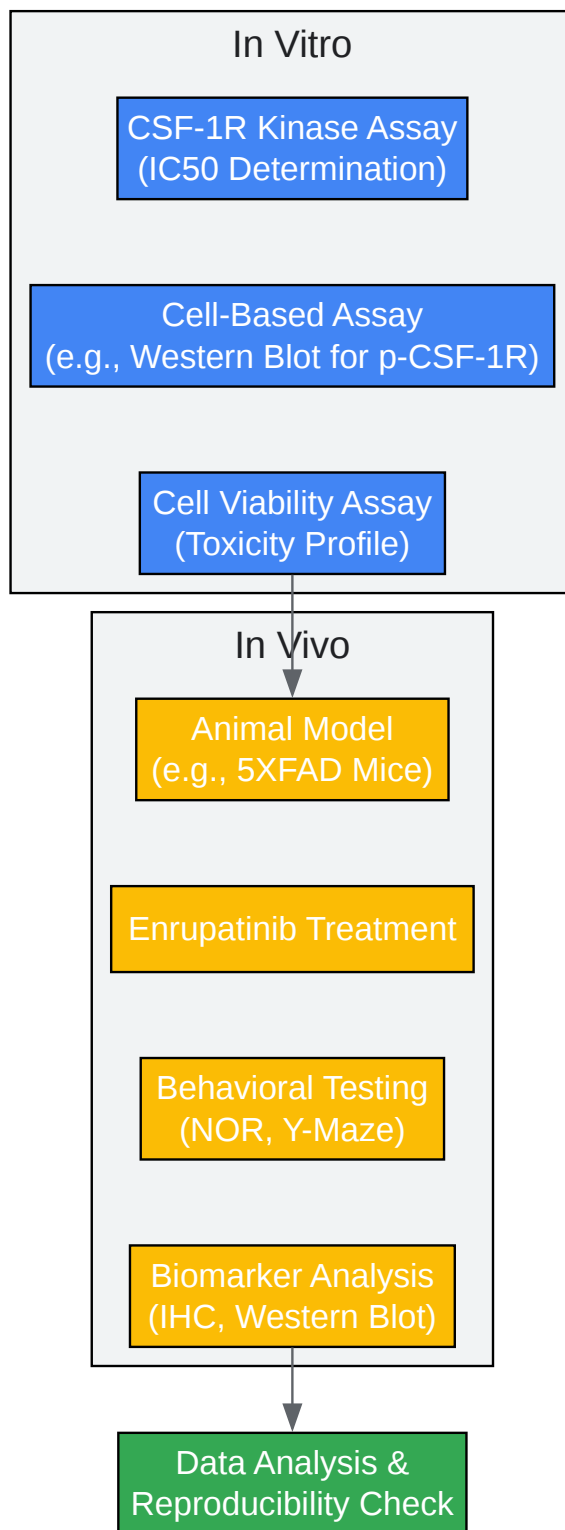 In Vitro
CSF-1R Kinase Assay
(IC50 Determination)
Cell-Based Assay
(e.g., Western Blot for p-CSF-1R)
Cell Viability Assay
(Toxicity Profile)
In Vivo
Animal Model
(e.g., 5XFAD Mice)
Enrupatinib Treatment
Behavioral Testing
(NOR, Y-Maze)
Biomarker Analysis
(IHC, Western Blot)
Data Analysis &
Reproducibility Check